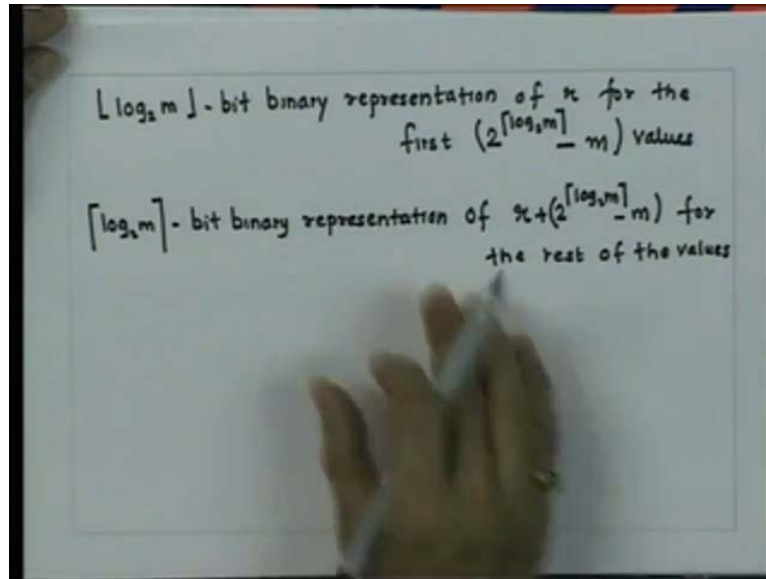 ⌊log₂ m⌋ - bit binary representation of r for the
first (2^⌈log₂m⌉ - m) values
⌈log₂m⌉ - bit binary representation of r+(2^⌈log₂m⌉ - m) for
the rest of the values